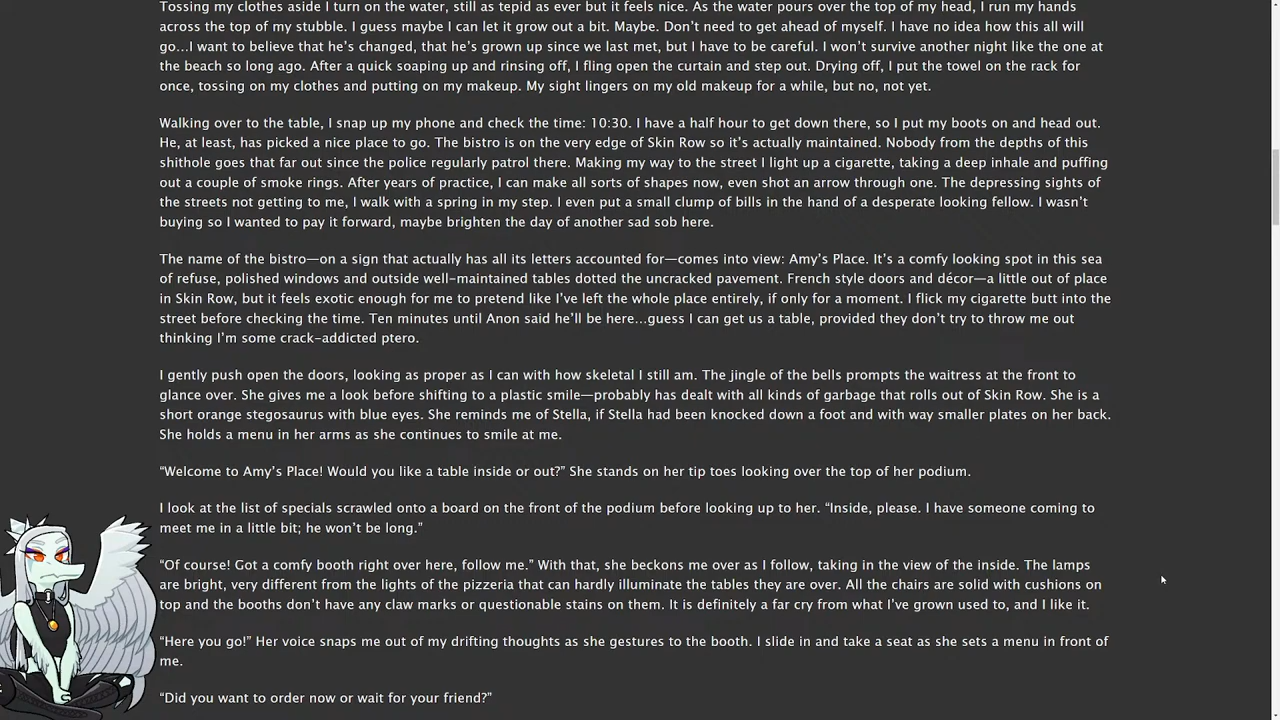 Tossing my clothes aside I turn on the water, still as tepid as ever but it feels nice. As the water pours over the top of my head, I run my hands
across the top of my stubble. I guess maybe I can let it grow out a bit. Maybe. Don’t need to get ahead of myself. I have no idea how this all will
go…I want to believe that he’s changed, that he’s grown up since we last met, but I have to be careful. I won’t survive another night like the one at
the beach so long ago. After a quick soaping up and rinsing off, I fling open the curtain and step out. Drying off, I put the towel on the rack for
once, tossing on my clothes and putting on my makeup. My sight lingers on my old makeup for a while, but no, not yet.
Walking over to the table, I snap up my phone and check the time: 10:30. I have a half hour to get down there, so I put my boots on and head out.
He, at least, has picked a nice place to go. The bistro is on the very edge of Skin Row so it’s actually maintained. Nobody from the depths of this
shithole goes that far out since the police regularly patrol there. Making my way to the street I light up a cigarette, taking a deep inhale and puffing
out a couple of smoke rings. After years of practice, I can make all sorts of shapes now, even shot an arrow through one. The depressing sights of
the streets not getting to me, I walk with a spring in my step. I even put a small clump of bills in the hand of a desperate looking fellow. I wasn’t
buying so I wanted to pay it forward, maybe brighten the day of another sad sob here.
The name of the bistro—on a sign that actually has all its letters accounted for—comes into view: Amy’s Place. It’s a comfy looking spot in this sea
of refuse, polished windows and outside well-maintained tables dotted the uncracked pavement. French style doors and décor—a little out of place
in Skin Row, but it feels exotic enough for me to pretend like I’ve left the whole place entirely, if only for a moment. I flick my cigarette butt into the
street before checking the time. Ten minutes until Anon said he’ll be here…guess I can get us a table, provided they don’t try to throw me out
thinking I’m some crack-addicted ptero.
I gently push open the doors, looking as proper as I can with how skeletal I still am. The jingle of the bells prompts the waitress at the front to
glance over. She gives me a look before shifting to a plastic smile—probably has dealt with all kinds of garbage that rolls out of Skin Row. She is a
short orange stegosaurus with blue eyes. She reminds me of Stella, if Stella had been knocked down a foot and with way smaller plates on her back.
She holds a menu in her arms as she continues to smile at me.
“Welcome to Amy’s Place! Would you like a table inside or out?” She stands on her tip toes looking over the top of her podium.
I look at the list of specials scrawled onto a board on the front of the podium before looking up to her. “Inside, please. I have someone coming to
meet me in a little bit; he won’t be long.”
“Of course! Got a comfy booth right over here, follow me.” With that, she beckons me over as I follow, taking in the view of the inside. The lamps
are bright, very different from the lights of the pizzeria that can hardly illuminate the tables they are over. All the chairs are solid with cushions on
top and the booths don’t have any claw marks or questionable stains on them. It is definitely a far cry from what I’ve grown used to, and I like it.
“Here you go!” Her voice snaps me out of my drifting thoughts as she gestures to the booth. I slide in and take a seat as she sets a menu in front of
me.
“Did you want to order now or wait for your friend?”